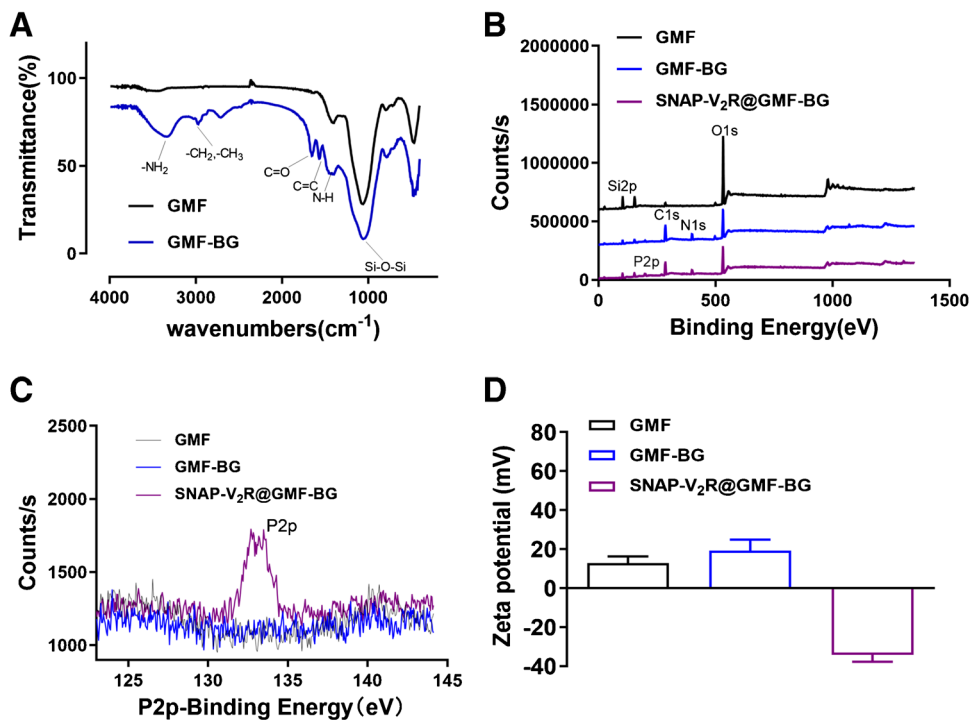 A
Transmittance(%)
100
50
0
-NH₂
-CH₂,-CH₃
C=O
C=C
N-H
Si-O-Si
GMF
GMF-BG
4000
3000
2000
1000
wavenumbers(cm⁻¹)
B
GMF
GMF-BG
SNAP-V₂R@GMF-BG
Counts/s
2000000
1500000
1000000
500000
0
O1s
Si2p
C1s
N1s
P2p
0
500
1000
1500
Binding Energy(eV)
C
GMF
GMF-BG
SNAP-V₂R@GMF-BG
Counts/s
2500
2000
1500
1000
P2p
125
130
135
140
145
P2p-Binding Energy（eV）
D
GMF
GMF-BG
SNAP-V₂R@GMF-BG
Zeta potential (mV)
80
60
40
20
0
-20
-40